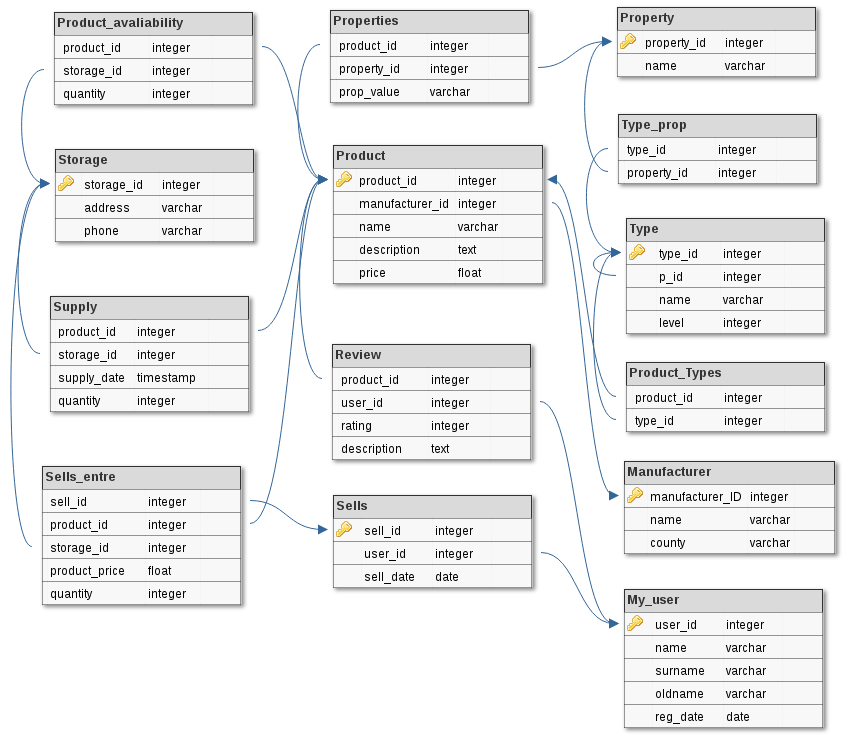 Product_avaliability
product_id integer
storage_id integer
quantity integer
Storage
storage_id integer
address varchar
phone varchar
Supply
product_id integer
storage_id integer
supply_date timestamp
quantity integer
Sells_entre
sell_id integer
product_id integer
storage_id integer
product_price float
quantity integer
Properties
product_id integer
property_id integer
prop_value varchar
Product
product_id integer
manufacturer_id integer
name varchar
description text
price float
Review
product_id integer
user_id integer
rating integer
description text
Sells
sell_id integer
user_id integer
sell_date date
Property
property_id integer
name varchar
Type_prop
type_id integer
property_id integer
Type
type_id integer
p_id integer
name varchar
level integer
Product_Types
product_id integer
type_id integer
Manufacturer
manufacturer_ID integer
name varchar
county varchar
My_user
user_id integer
name varchar
surname varchar
oldname varchar
reg_date date